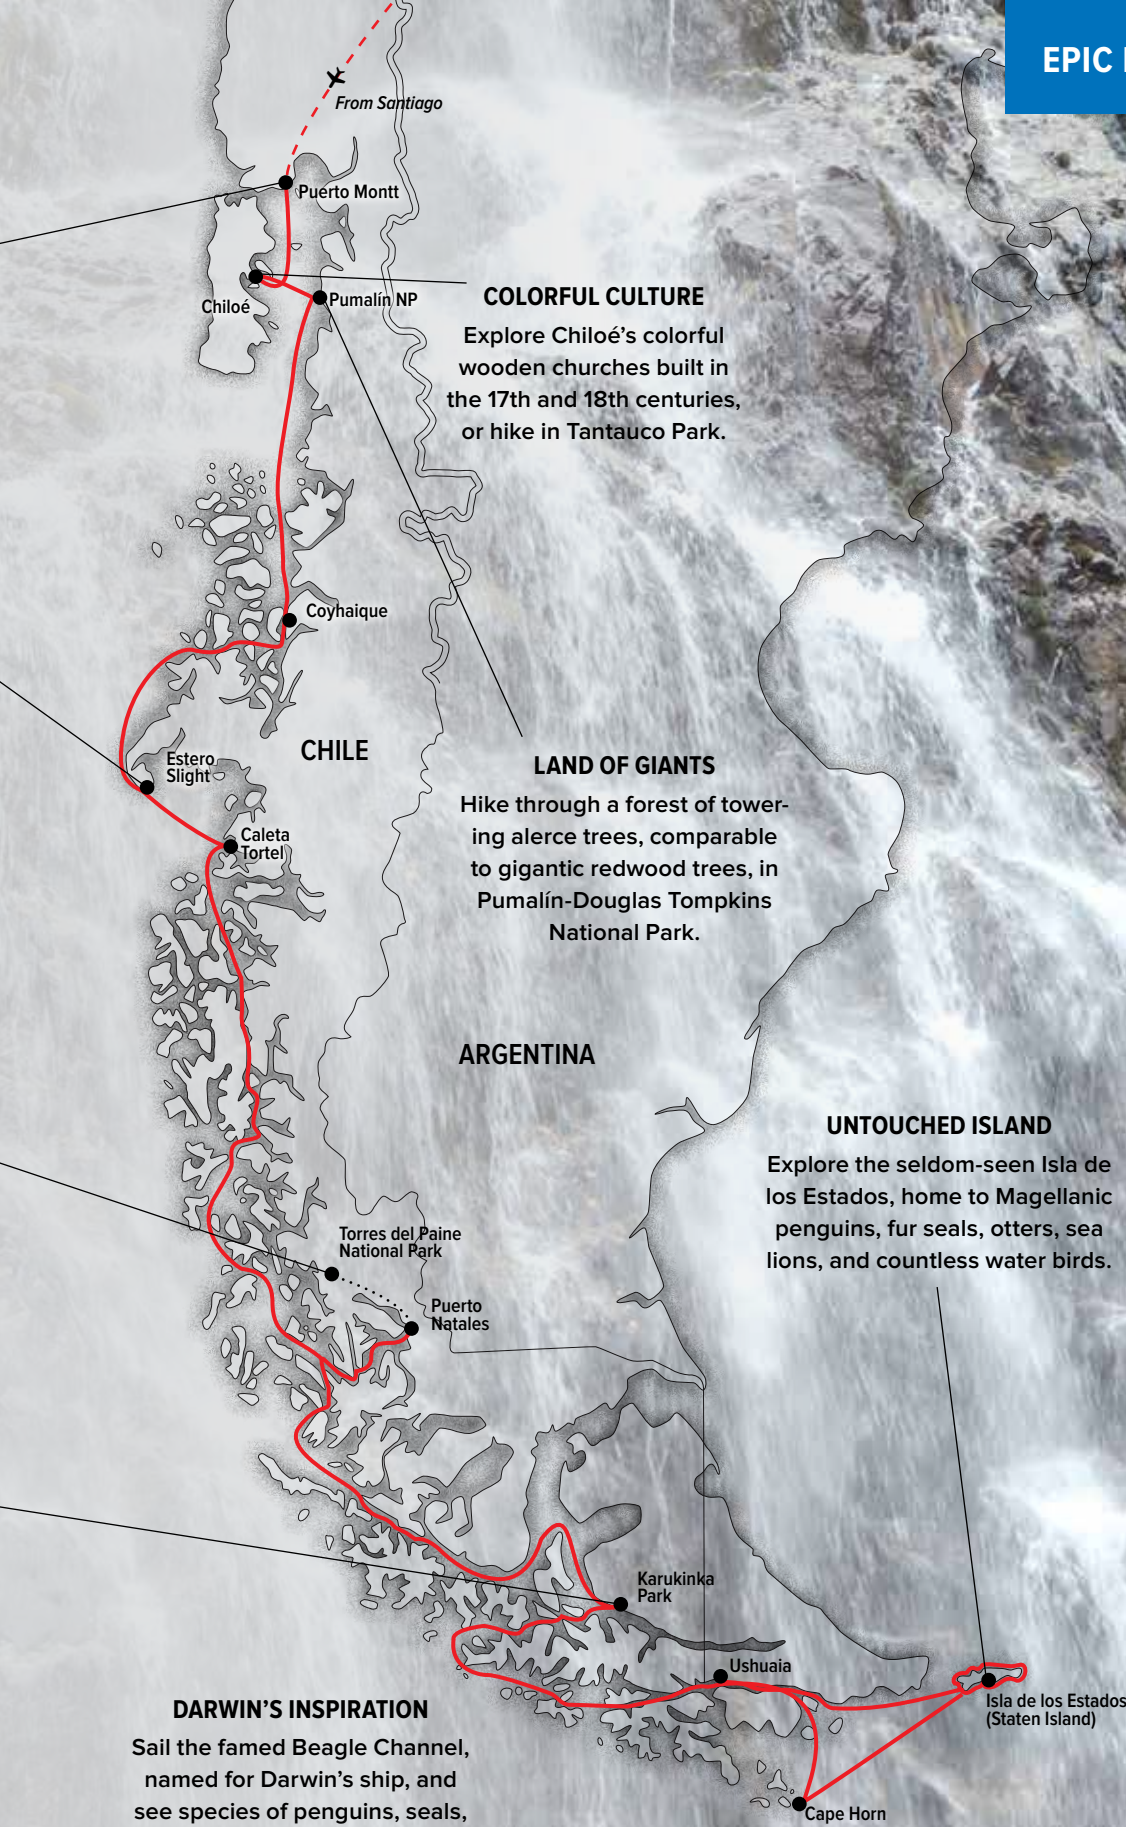 EPIC
From Santiago
Puerto Montt
Chiloé
Pumalín NP
COLORFUL CULTURE
Explore Chiloé’s colorful
wooden churches built in
the 17th and 18th centuries,
or hike in Tantauco Park.
Coyhaique
CHILE
Estero
Slight
LAND OF GIANTS
Hike through a forest of tower-
ing alerce trees, comparable
to gigantic redwood trees, in
Pumalín-Douglas Tompkins
National Park.
Caleta
Tortel
ARGENTINA
UNTOUCHED ISLAND
Explore the seldom-seen Isla de
los Estados, home to Magellanic
penguins, fur seals, otters, sea
lions, and countless water birds.
Torres del Paine
National Park
Puerto
Natales
Karukinka
Park
Ushuaia
Isla de los Estados
(Staten Island)
DARWIN’S INSPIRATION
Sail the famed Beagle Channel,
named for Darwin’s ship, and
see species of penguins, seals,
Cape Horn